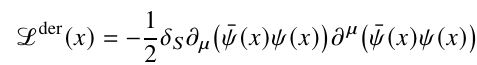 ℒ^der(x) = −(1/2) δ_S ∂_μ(ψ̄(x)ψ(x)) ∂^μ(ψ̄(x)ψ(x))